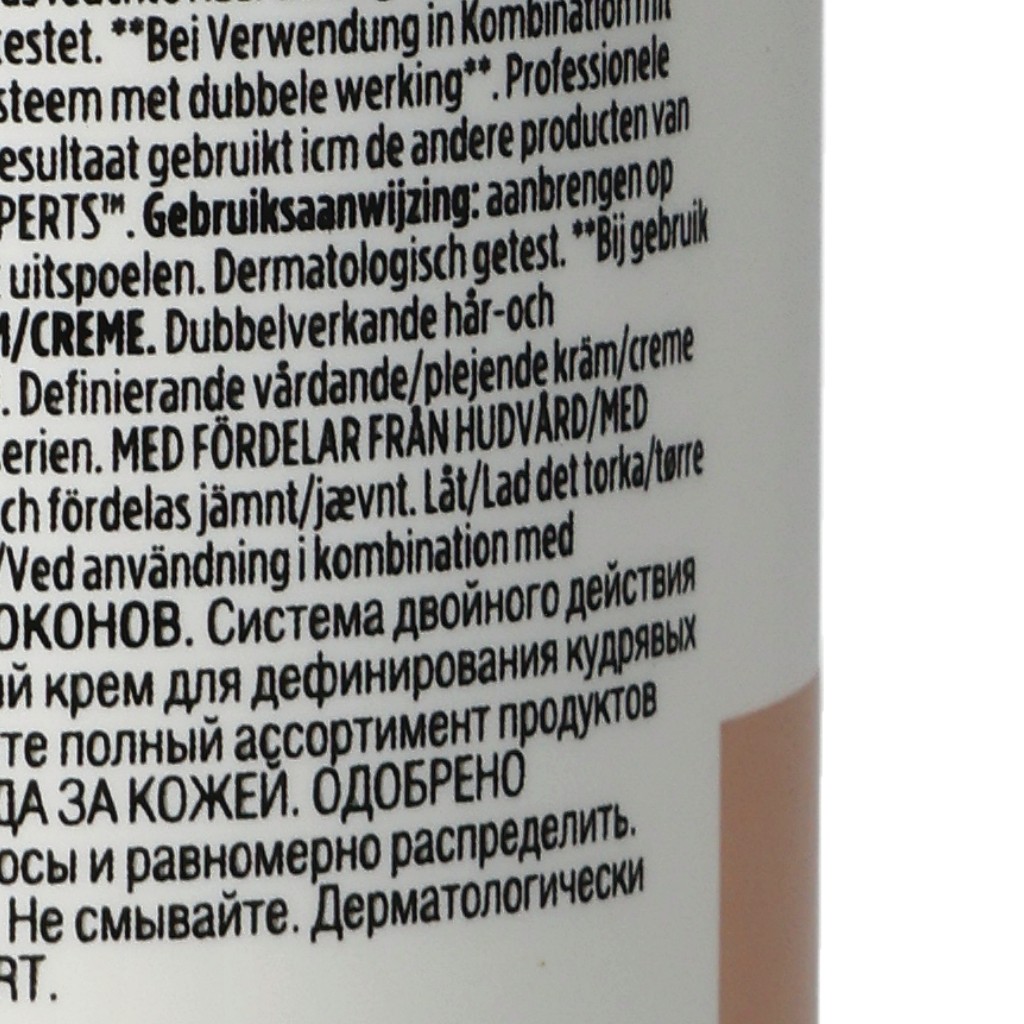 testet. **Bei Verwendung in Kombination mit
steem met dubbele werking**. Professionele
esultaat gebruikt icm de andere producten van
PERTS™. Gebruiksaanwijzing: aanbrengen op
uitspoelen. Dermatologisch getest. **Bij gebruik
M/CREME. Dubbelverkande hår-och
. Definierande vårdande/plejende kräm/creme
serien. MED FÖRDELAR FRÅN HUDVÅRD/MED
ch fördelas jämnt/jævnt. Låt/Lad det torka/tørre
/Ved användning i kombination med
ОКОНОВ. Система двойного действия
ый крем для дефинирования кудрявых
те полный ассортимент продуктов
ДА ЗА КОЖЕЙ. ОДОБРЕНО
осы и равномерно распределить.
Не смывайте. Дерматологически
RT.